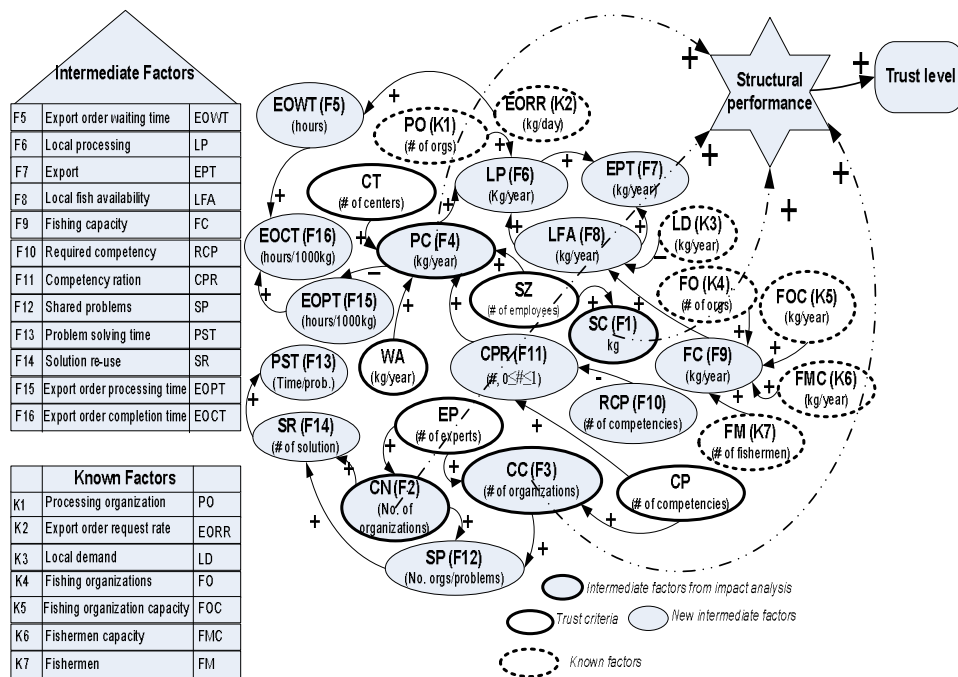 Intermediate Factors
F5 Export order waiting time EOWT
F6 Local processing LP
F7 Export EPT
F8 Local fish availability LFA
F9 Fishing capacity FC
F10 Required competency RCP
F11 Competency ration CPR
F12 Shared problems SP
F13 Problem solving time PST
F14 Solution re-use SR
F15 Export order processing time EOPT
F16 Export order completion time EOCT
Known Factors
K1 Processing organization PO
K2 Export order request rate EORR
K3 Local demand LD
K4 Fishing organizations FO
K5 Fishing organization capacity FOC
K6 Fishermen capacity FMC
K7 Fishermen FM
Structural
performance
Trust level
EOWT (F5)
(hours)
PO (K1)
(# of orgs)
EORR (K2)
(kg/day)
CT
(# of centers)
LP (F6)
(Kg/year)
EPT (F7)
(kg/year)
EOCT (F16)
(hours/1000kg)
PC (F4)
(kg/year)
LFA (F8)
(kg/year)
LD (K3)
(kg/year)
EOPT (F15)
(hours/1000kg)
SZ
(# of employees)
FO (K4)
(# of orgs)
FOC (K5)
(kg/year)
SC (F1)
kg
PST (F13)
(Time/prob.)
WA
(kg/year)
CPR (F11)
(#, 0≤#≤1)
FC (F9)
(kg/year)
FMC (K6)
(kg/year)
RCP (F10)
(# of competencies)
FM (K7)
(# of fishermen)
SR (F14)
(# of solution)
EP
(# of experts)
CN (F2)
(No. of
organizations)
CC (F3)
(# of organizations)
CP
(# of competencies)
SP (F12)
(No. orgs/problems)
Intermediate factors from impact analysis
Trust criteria
New intermediate factors
Known factors